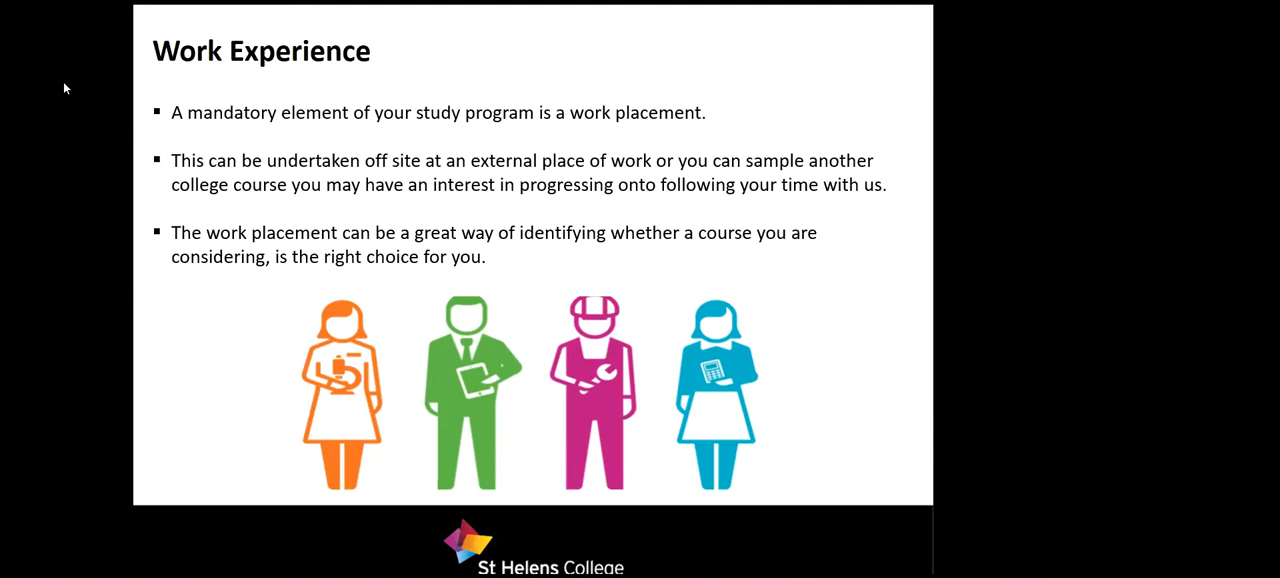 Work Experience
▪ A mandatory element of your study program is a work placement.
▪ This can be undertaken off site at an external place of work or you can sample another
college course you may have an interest in progressing onto following your time with us.
▪ The work placement can be a great way of identifying whether a course you are
considering, is the right choice for you.
St Helens College